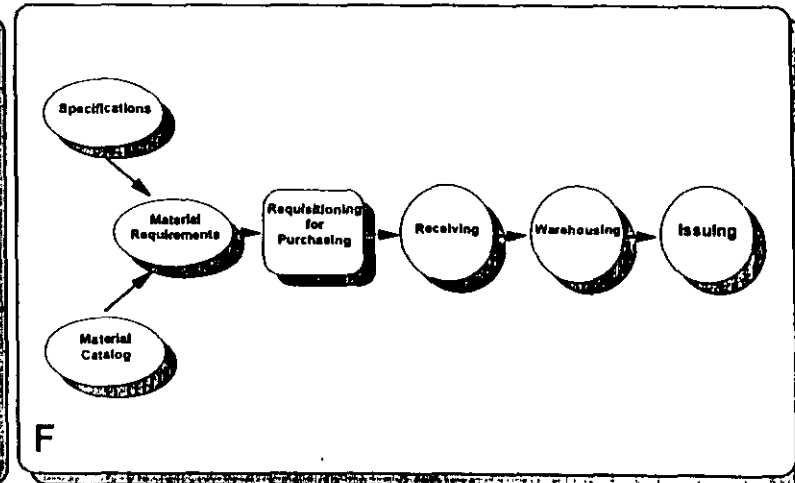 Specifications
Material
Requirements
Requisitioning
for
Purchasing
Receiving
Warehousing
Issuing
Material
Catalog
F